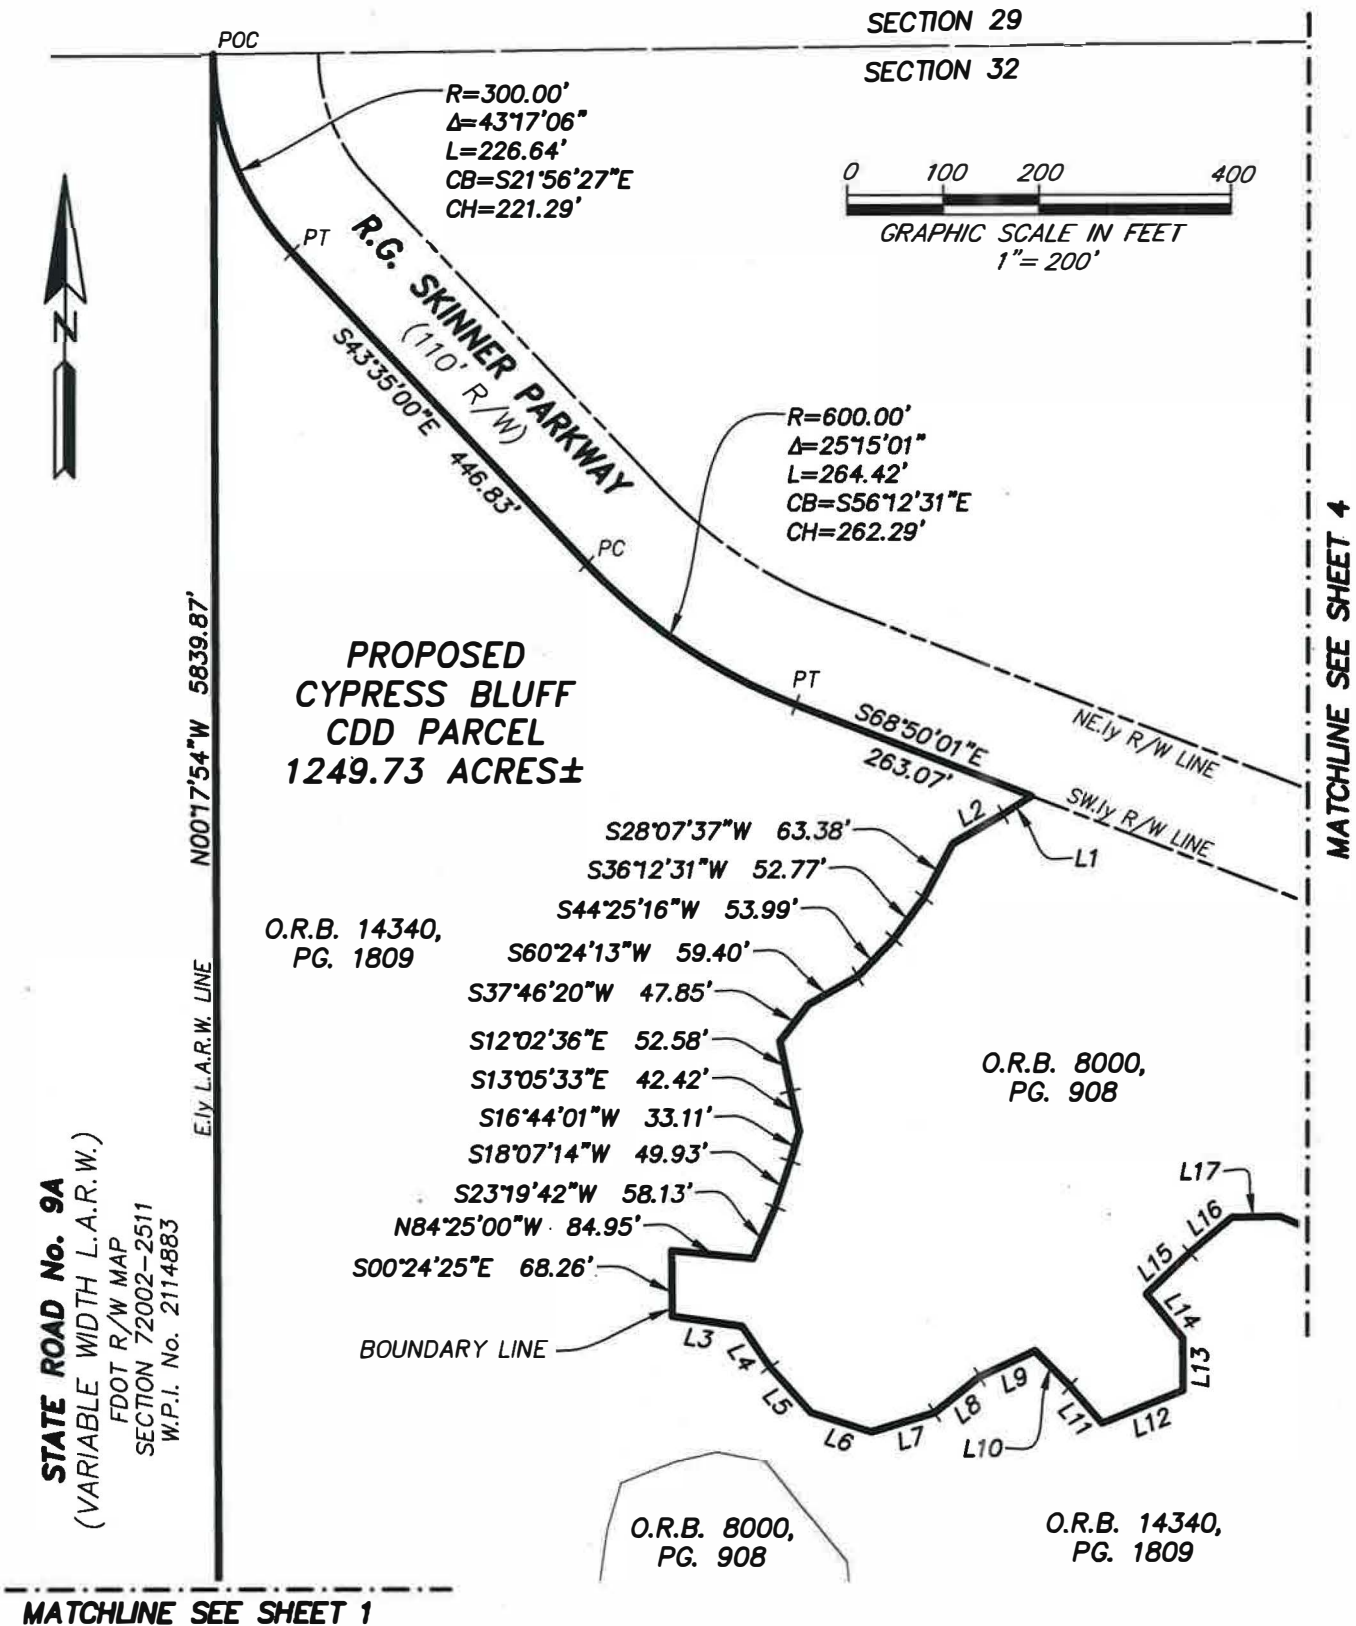 SECTION 29
POC
SECTION 32
R=300.00'
Δ=43°17'06"
L=226.64'
CB=S21°56'27"E
CH=221.29'
0 100 200 400
GRAPHIC SCALE IN FEET
1"= 200'
PT
R.G. SKINNER PARKWAY
(110' R/W)
N
S43°35'00"E 446.83'
R=600.00'
Δ=25°15'01"
L=264.42'
CB=S56°12'31"E
CH=262.29'
PC
MATCHLINE SEE SHEET 4
N00°17'54"W 5839.87'
PROPOSED
CYPRESS BLUFF
CDD PARCEL
1249.73 ACRES±
PT
S68°50'01"E
263.07'
NE.ly R/W LINE
SW.ly R/W LINE
L2
L1
S28°07'37"W 63.38'
S36°12'31"W 52.77'
S44°25'16"W 53.99'
S60°24'13"W 59.40'
S37°46'20"W 47.85'
S12°02'36"E 52.58'
S13°05'33"E 42.42'
S16°44'01"W 33.11'
S18°07'14"W 49.93'
S23°19'42"W 58.13'
N84°25'00"W 84.95'
S00°24'25"E 68.26'
BOUNDARY LINE
O.R.B. 14340,
PG. 1809
E.ly L.A.R.W. LINE
O.R.B. 8000,
PG. 908
STATE ROAD No. 9A
(VARIABLE WIDTH L.A.R.W.)
FDOT R/W MAP
SECTION 72002-2511
W.P.I. No. 2114883
L3
L4
L5
L6
L7
L8
L9
L10
L11
L12
L13
L14
L15
L16
L17
O.R.B. 8000,
PG. 908
O.R.B. 14340,
PG. 1809
MATCHLINE SEE SHEET 1